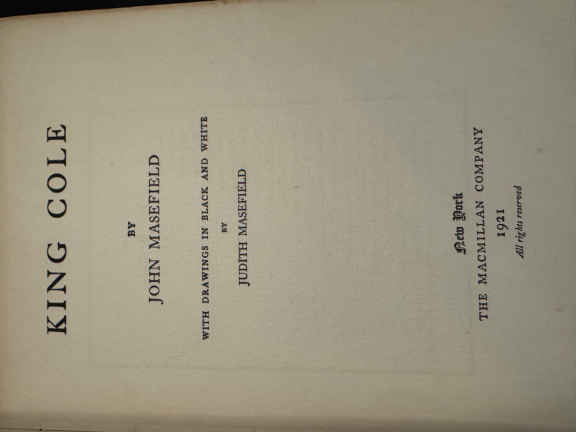 KING COLE
BY
JOHN MASEFIELD
WITH DRAWINGS IN BLACK AND WHITE
BY
JUDITH MASEFIELD
New York
THE MACMILLAN COMPANY
1921
All rights reserved